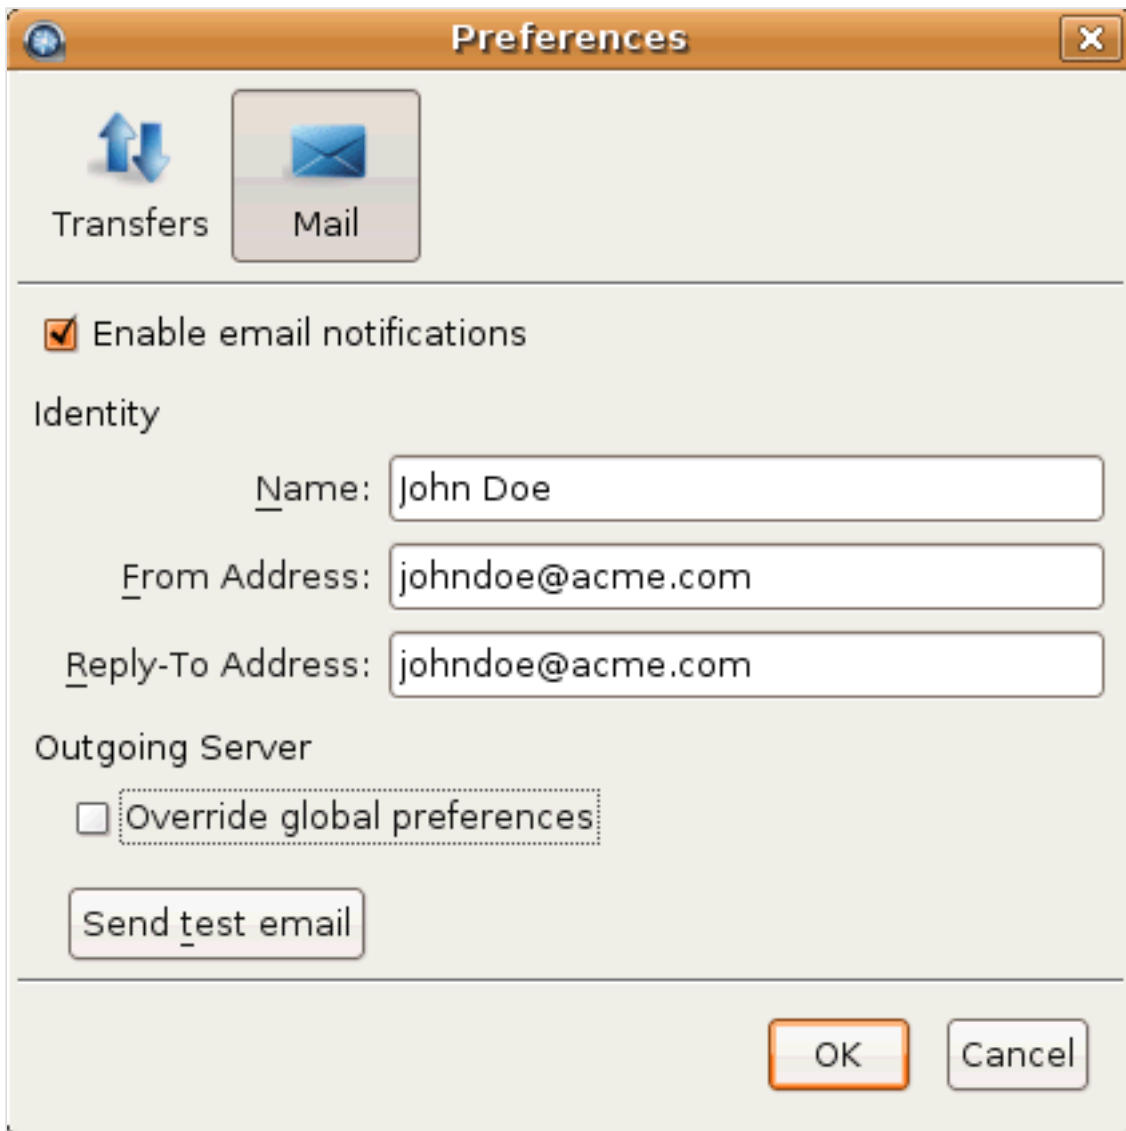 Preferences
Transfers Mail
Enable email notifications
Identity
Name: John Doe
From Address: johndoe@acme.com
Reply-To Address: johndoe@acme.com
Outgoing Server
Override global preferences
Send test email
OK Cancel